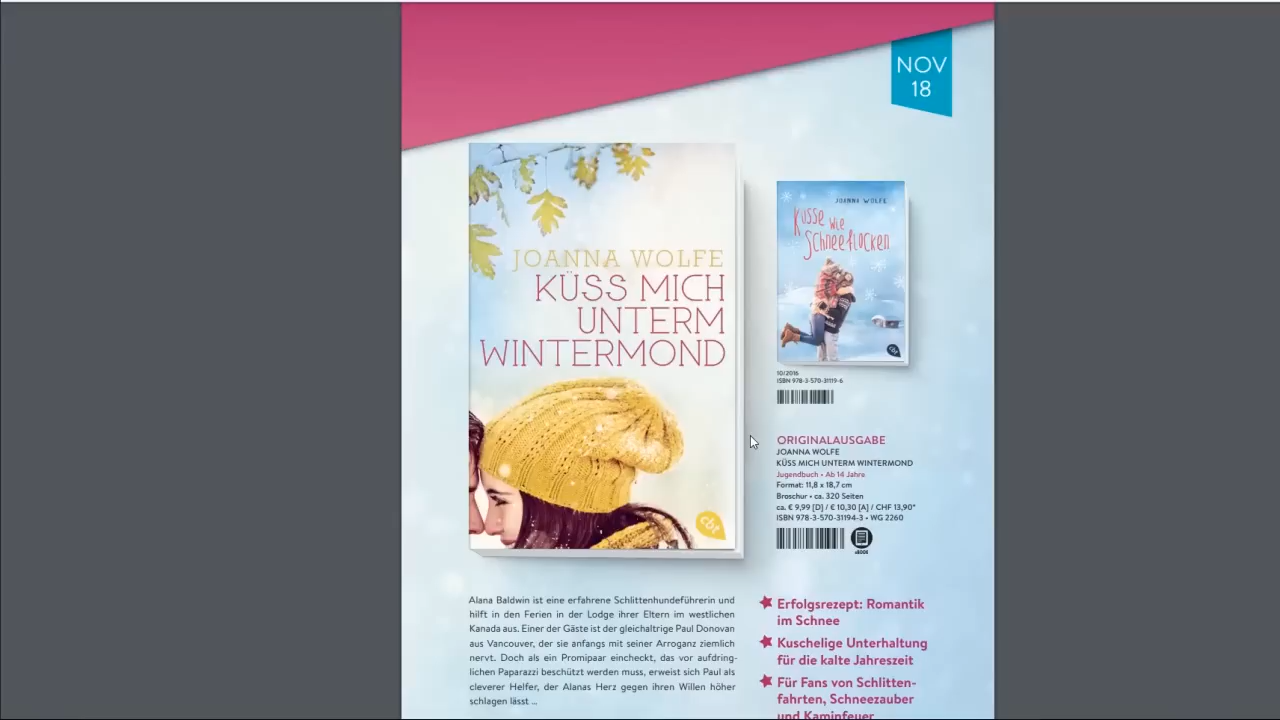 NOV
18
JOANNA WOLFE
KÜSS MICH
UNTERM
WINTERMOND
cbt
JOANNA WOLFE
Küsse wie
Schneeflocken
cbt
10/2016
ISBN 978-3-570-31119-6
ORIGINALAUSGABE
JOANNA WOLFE
KÜSS MICH UNTERM WINTERMOND
Jugendbuch • Ab 14 Jahre
Format: 11,8 x 18,7 cm
Broschur • ca. 320 Seiten
ca. € 9,99 [D] / € 10,30 [A] / CHF 13,90*
ISBN 978-3-570-31194-3 • WG 2260
eBOOK
Alana Baldwin ist eine erfahrene Schlittenhundeführerin und
hilft in den Ferien in der Lodge ihrer Eltern im westlichen
Kanada aus. Einer der Gäste ist der gleichaltrige Paul Donovan
aus Vancouver, der sie anfangs mit seiner Arroganz ziemlich
nervt. Doch als ein Promipaar eincheckt, das vor aufdring-
lichen Paparazzi beschützt werden muss, erweist sich Paul als
cleverer Helfer, der Alanas Herz gegen ihren Willen höher
schlagen lässt ...
Erfolgsrezept: Romantik
im Schnee
Kuschelige Unterhaltung
für die kalte Jahreszeit
Für Fans von Schlitten-
fahrten, Schneezauber
und Kaminfeuer